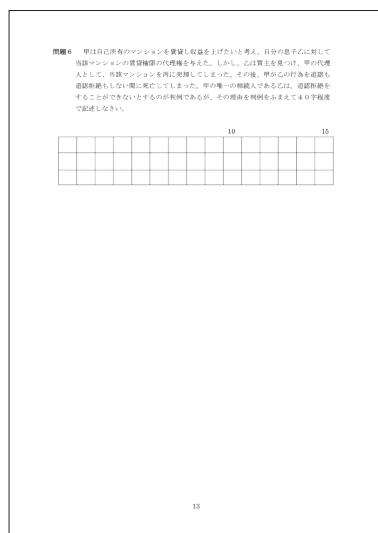 問題6　甲は自己所有のマンションを賃貸し収益を上げたいと考え、自分の息子乙に対して
当該マンションの賃貸権限の代理権を与えた。しかし、乙は買主を見つけ、甲の代理
人として、当該マンションを丙に売却してしまった。その後、甲が乙の行為を追認も
追認拒絶もしない間に死亡してしまった。甲の唯一の相続人である乙は、追認拒絶を
することができないとするのが判例であるが、その理由を判例をふまえて40字程度
で記述しなさい。
10　15
13